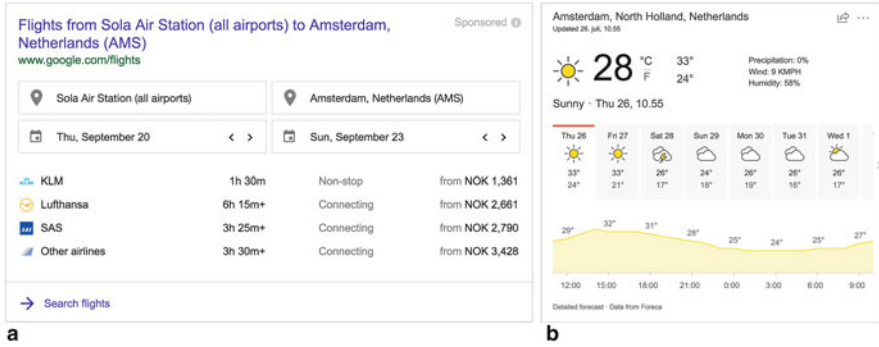 Flights from Sola Air Station (all airports) to Amsterdam,
Netherlands (AMS)
Sponsored
www.google.com/flights
Sola Air Station (all airports)
Amsterdam, Netherlands (AMS)
Thu, September 20 < >
Sun, September 23 < >
KLM KLM 1h 30m Non-stop from NOK 1,361
Lufthansa 6h 15m+ Connecting from NOK 2,661
SAS SAS 3h 25m+ Connecting from NOK 2,790
Other airlines 3h 30m+ Connecting from NOK 3,428
→ Search flights
a
Amsterdam, North Holland, Netherlands
Updated 26. juli, 10.55
28 °C
F
33°
24°
Precipitation: 0%
Wind: 9 KMPH
Humidity: 58%
Sunny · Thu 26, 10.55
Thu 26 Fri 27 Sat 28 Sun 29 Mon 30 Tue 31 Wed 1
33° 33° 26° 24° 26° 26° 26°
24° 21° 17° 18° 19° 16° 17°
29° 32° 31° 28° 25° 24° 25° 27°
12:00 15:00 18:00 21:00 0:00 3:00 6:00 9:00
Detailed forecast · Data from Foreca
b